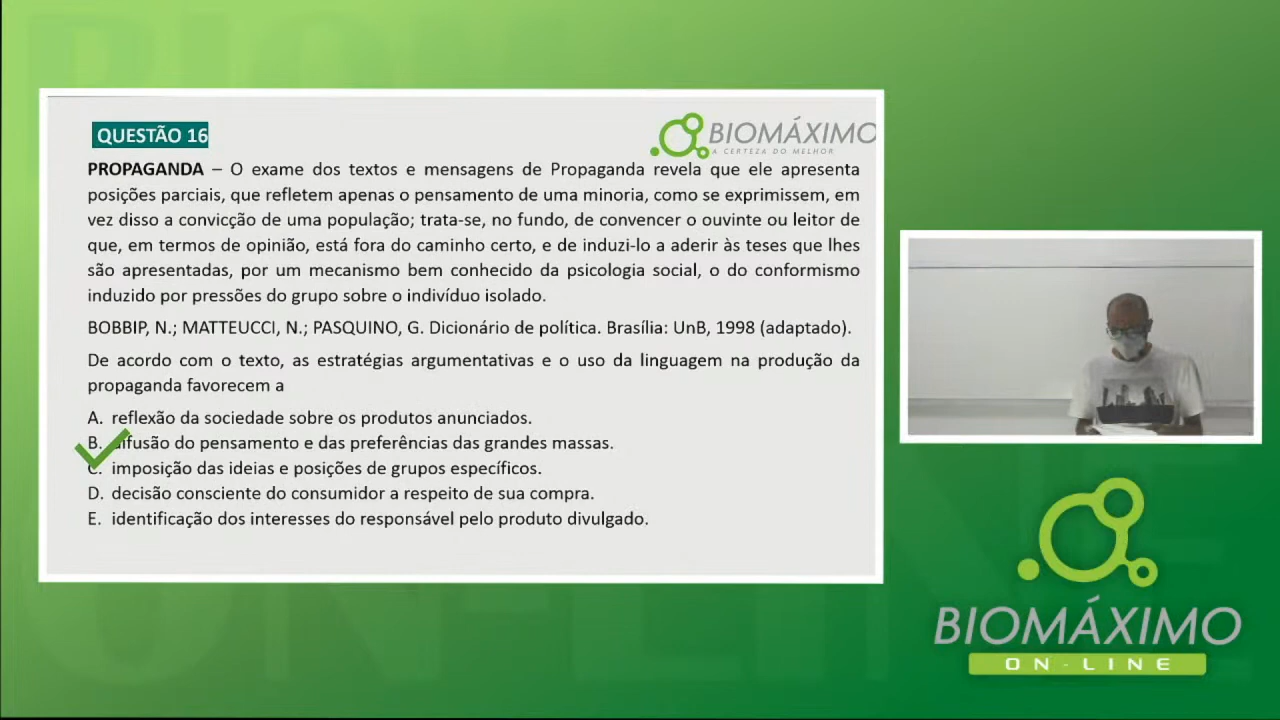 QUESTÃO 16
BIOMÁXIMO
A CERTEZA DO MELHOR
PROPAGANDA – O exame dos textos e mensagens de Propaganda revela que ele apresenta
posições parciais, que refletem apenas o pensamento de uma minoria, como se exprimissem, em
vez disso a convicção de uma população; trata-se, no fundo, de convencer o ouvinte ou leitor de
que, em termos de opinião, está fora do caminho certo, e de induzi-lo a aderir às teses que lhes
são apresentadas, por um mecanismo bem conhecido da psicologia social, o do conformismo
induzido por pressões do grupo sobre o indivíduo isolado.
BOBBIP, N.; MATTEUCCI, N.; PASQUINO, G. Dicionário de política. Brasília: UnB, 1998 (adaptado).
De acordo com o texto, as estratégias argumentativas e o uso da linguagem na produção da
propaganda favorecem a
A. reflexão da sociedade sobre os produtos anunciados.
B. difusão do pensamento e das preferências das grandes massas.
C. imposição das ideias e posições de grupos específicos.
D. decisão consciente do consumidor a respeito de sua compra.
E. identificação dos interesses do responsável pelo produto divulgado.
BIOMÁXIMO
ON-LINE